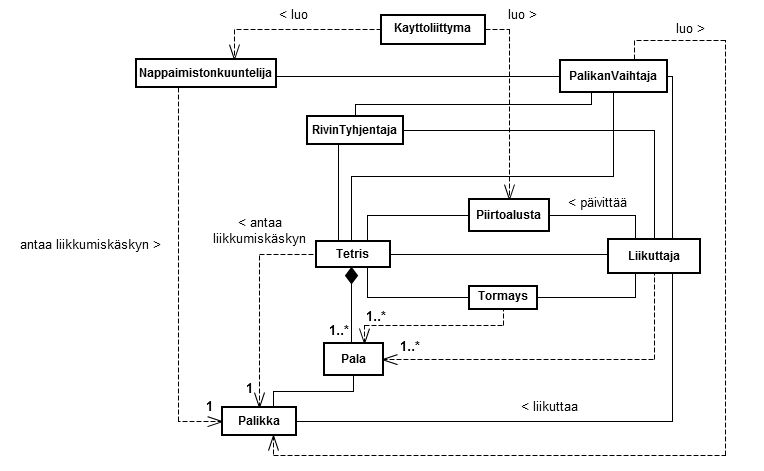 < luo
Kayttoliittyma
luo >
luo >
Nappaimistonkuuntelija
PalikanVaihtaja
RivinTyhjentaja
Piirtoalusta
< päivittää
< antaa
liikkumiskäskyn
antaa liikkumiskäskyn >
Tetris
Liikuttaja
Tormays
1..*
1..*
1..*
Pala
1
1
Palikka
< liikuttaa